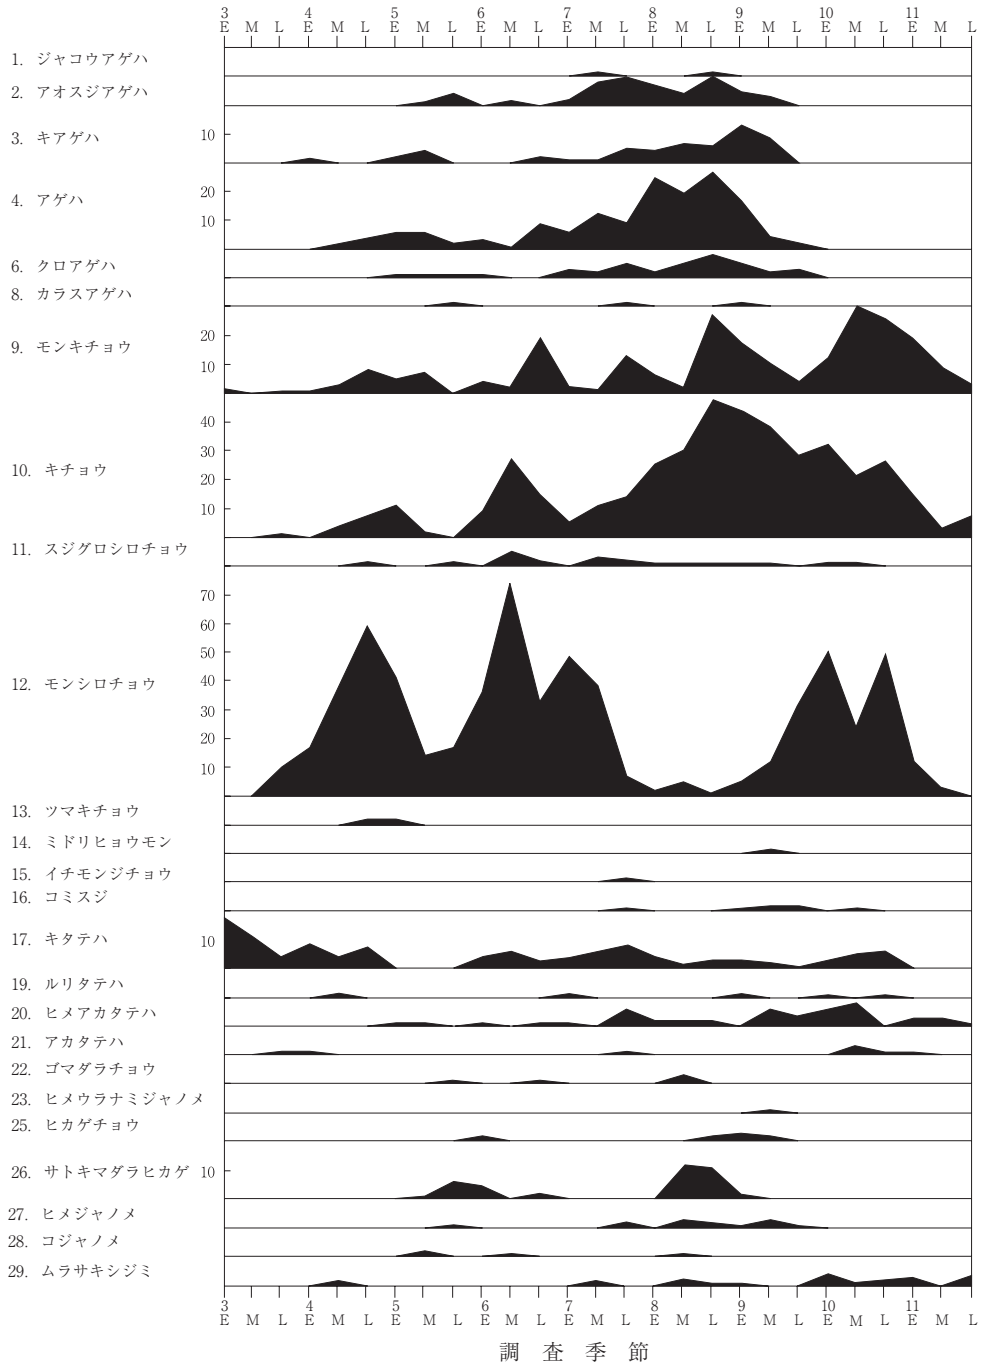 3 4 5 6 7 8 9 10 11
E M L E M L E M L E M L E M L E M L E M L E M L E M L
1. ジャコウアゲハ
2. アオスジアゲハ
3. キアゲハ 10
4. アゲハ
20
10
6. クロアゲハ
8. カラスアゲハ
20
9. モンキチョウ
10
40
30
10. キチョウ
20
10
11. スジグロシロチョウ
70
60
50
12. モンシロチョウ
40
30
20
10
13. ツマキチョウ
14. ミドリヒョウモン
15. イチモンジチョウ
16. コミスジ
17. キタテハ 10
19. ルリタテハ
20. ヒメアカタテハ
21. アカタテハ
22. ゴマダラチョウ
23. ヒメウラナミジャノメ
25. ヒカゲチョウ
26. サトキマダラヒカゲ 10
27. ヒメジャノメ
28. コジャノメ
29. ムラサキシジミ
3 4 5 6 7 8 9 10 11
E M L E M L E M L E M L E M L E M L E M L E M L E M L
調査季節